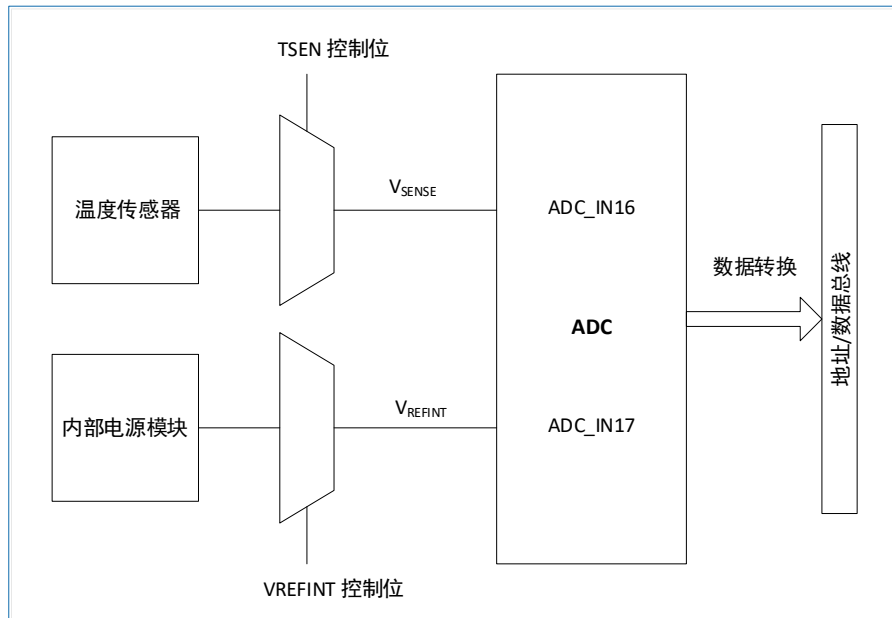 TSEN 控制位
温度传感器
VSENSE
ADC_IN16
数据转换
ADC
地址/数据总线
内部电源模块
VREFINT
ADC_IN17
VREFINT 控制位